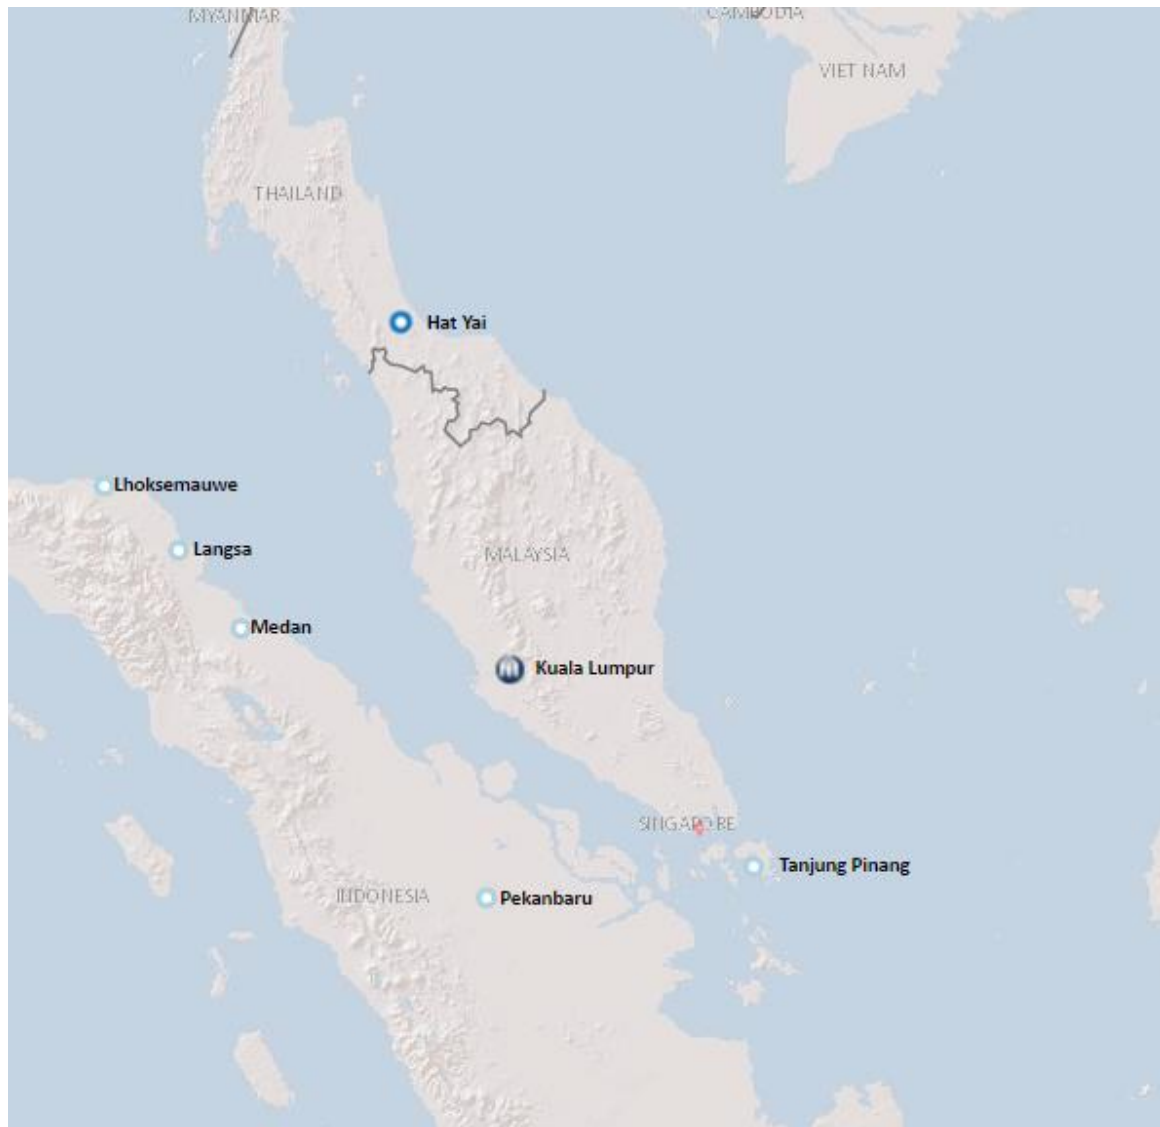 MYANMAR
CAMBODIA
VIET NAM
THAILAND
Hat Yai
Lhoksemauwe
Langsa
MALAYSIA
Medan
Kuala Lumpur
SINGAPORE
Tanjung Pinang
INDONESIA
Pekanbaru